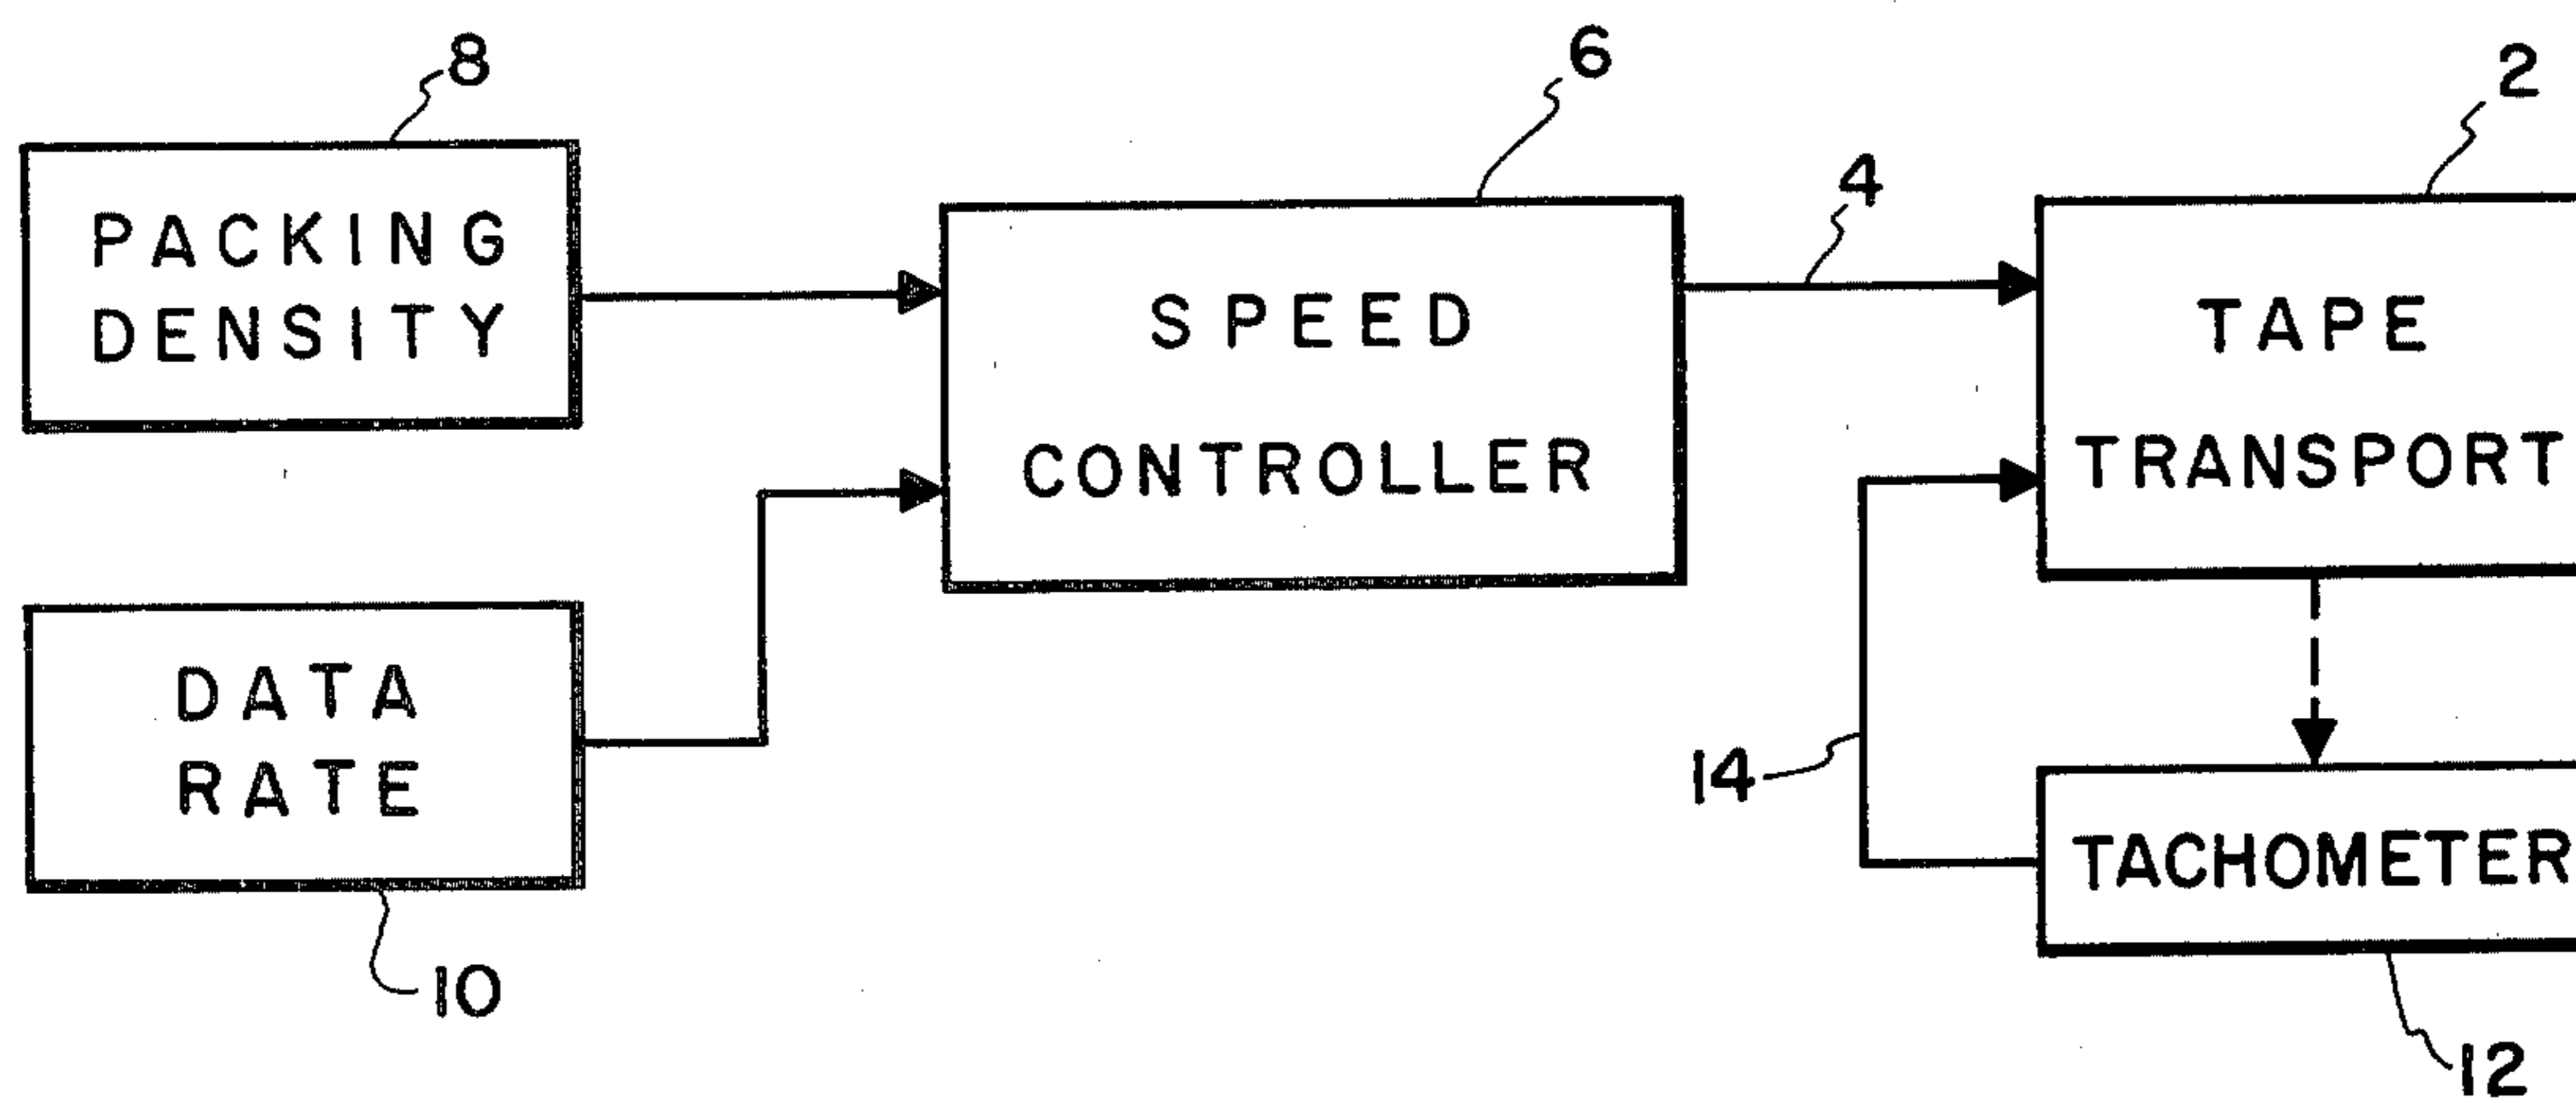 8
PACKING
DENSITY
6
SPEED
CONTROLLER
4
2
TAPE
TRANSPORT
DATA
RATE
10
14
TACHOMETER
12